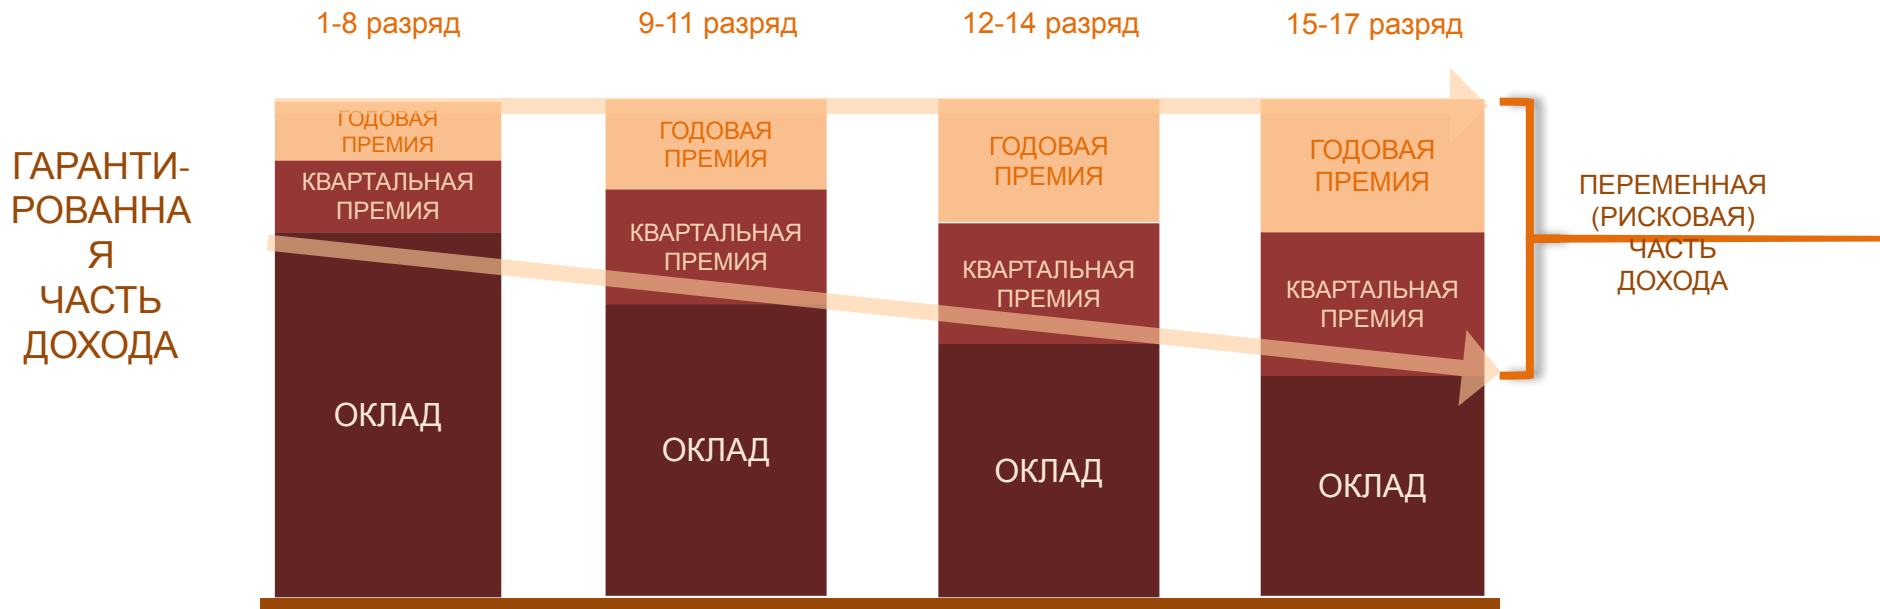 1-8 разряд
9-11 разряд
12-14 разряд
15-17 разряд
ГАРАНТИ-
РОВАННА
Я
ЧАСТЬ
ДОХОДА
ГОДОВАЯ
ПРЕМИЯ
КВАРТАЛЬНАЯ
ПРЕМИЯ
ОКЛАД
ГОДОВАЯ
ПРЕМИЯ
КВАРТАЛЬНАЯ
ПРЕМИЯ
ОКЛАД
ГОДОВАЯ
ПРЕМИЯ
КВАРТАЛЬНАЯ
ПРЕМИЯ
ОКЛАД
ГОДОВАЯ
ПРЕМИЯ
КВАРТАЛЬНАЯ
ПРЕМИЯ
ОКЛАД
ПЕРЕМЕННАЯ
(РИСКОВАЯ)
ЧАСТЬ
ДОХОДА